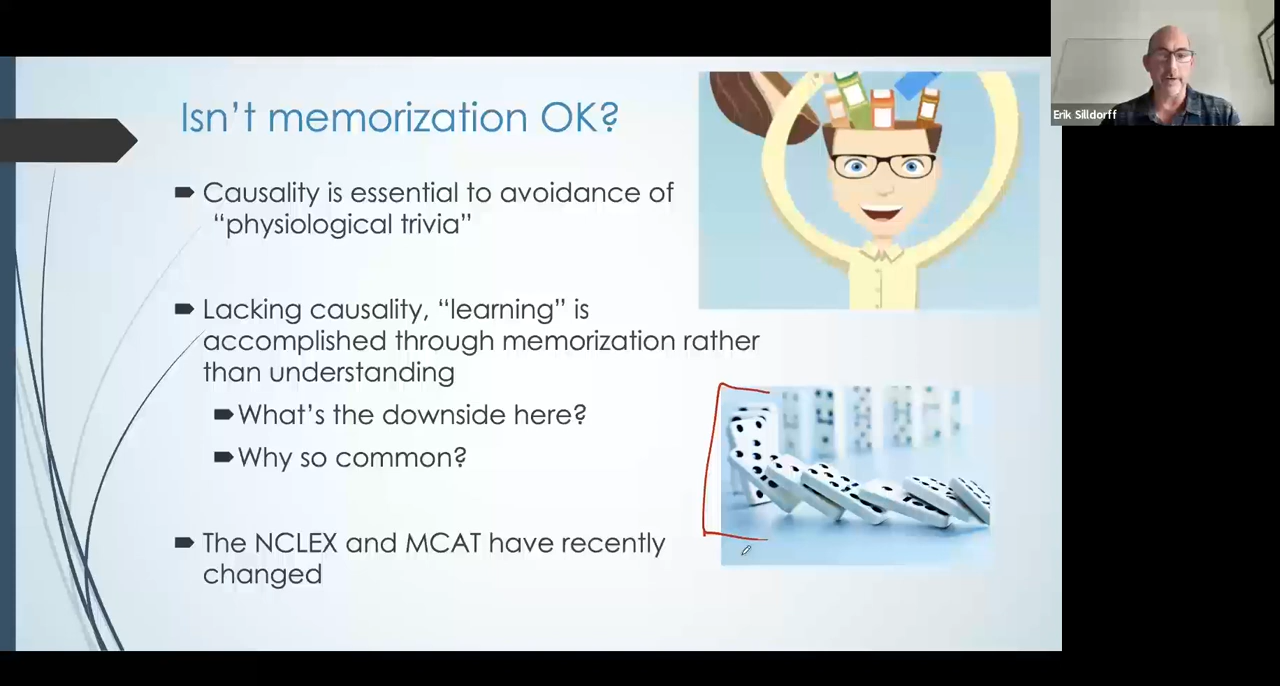 Isn’t memorization OK?
Causality is essential to avoidance of
“physiological trivia”
Lacking causality, “learning” is
accomplished through memorization rather
than understanding
What’s the downside here?
Why so common?
The NCLEX and MCAT have recently
changed
Erik Silldorff